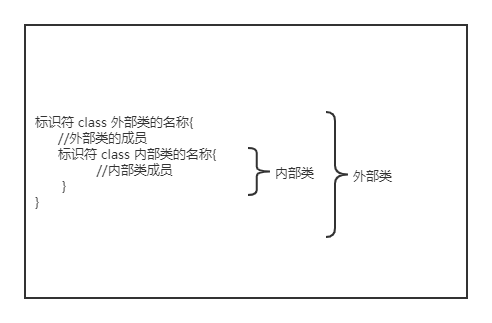 标识符 class 外部类的名称{
//外部类的成员
标识符 class 内部类的名称{
//内部类成员
}
}
内部类
外部类